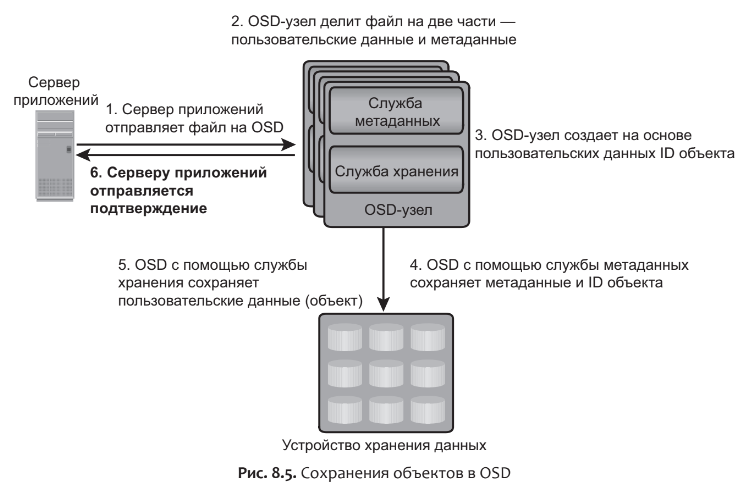 2. OSD-узел делит файл на две части —
пользовательские данные и метаданные
Сервер
приложений
1. Сервер приложений
отправляет файл на OSD
Служба
метаданных
3. OSD-узел создает на основе
пользовательских данных ID объекта
6. Серверу приложений
отправляется
подтверждение
Служба хранения
OSD-узел
5. OSD с помощью службы
хранения сохраняет
пользовательские данные (объект)
4. OSD с помощью службы метаданных
сохраняет метаданные и ID объекта
Устройство хранения данных
Рис. 8.5. Сохранения объектов в OSD